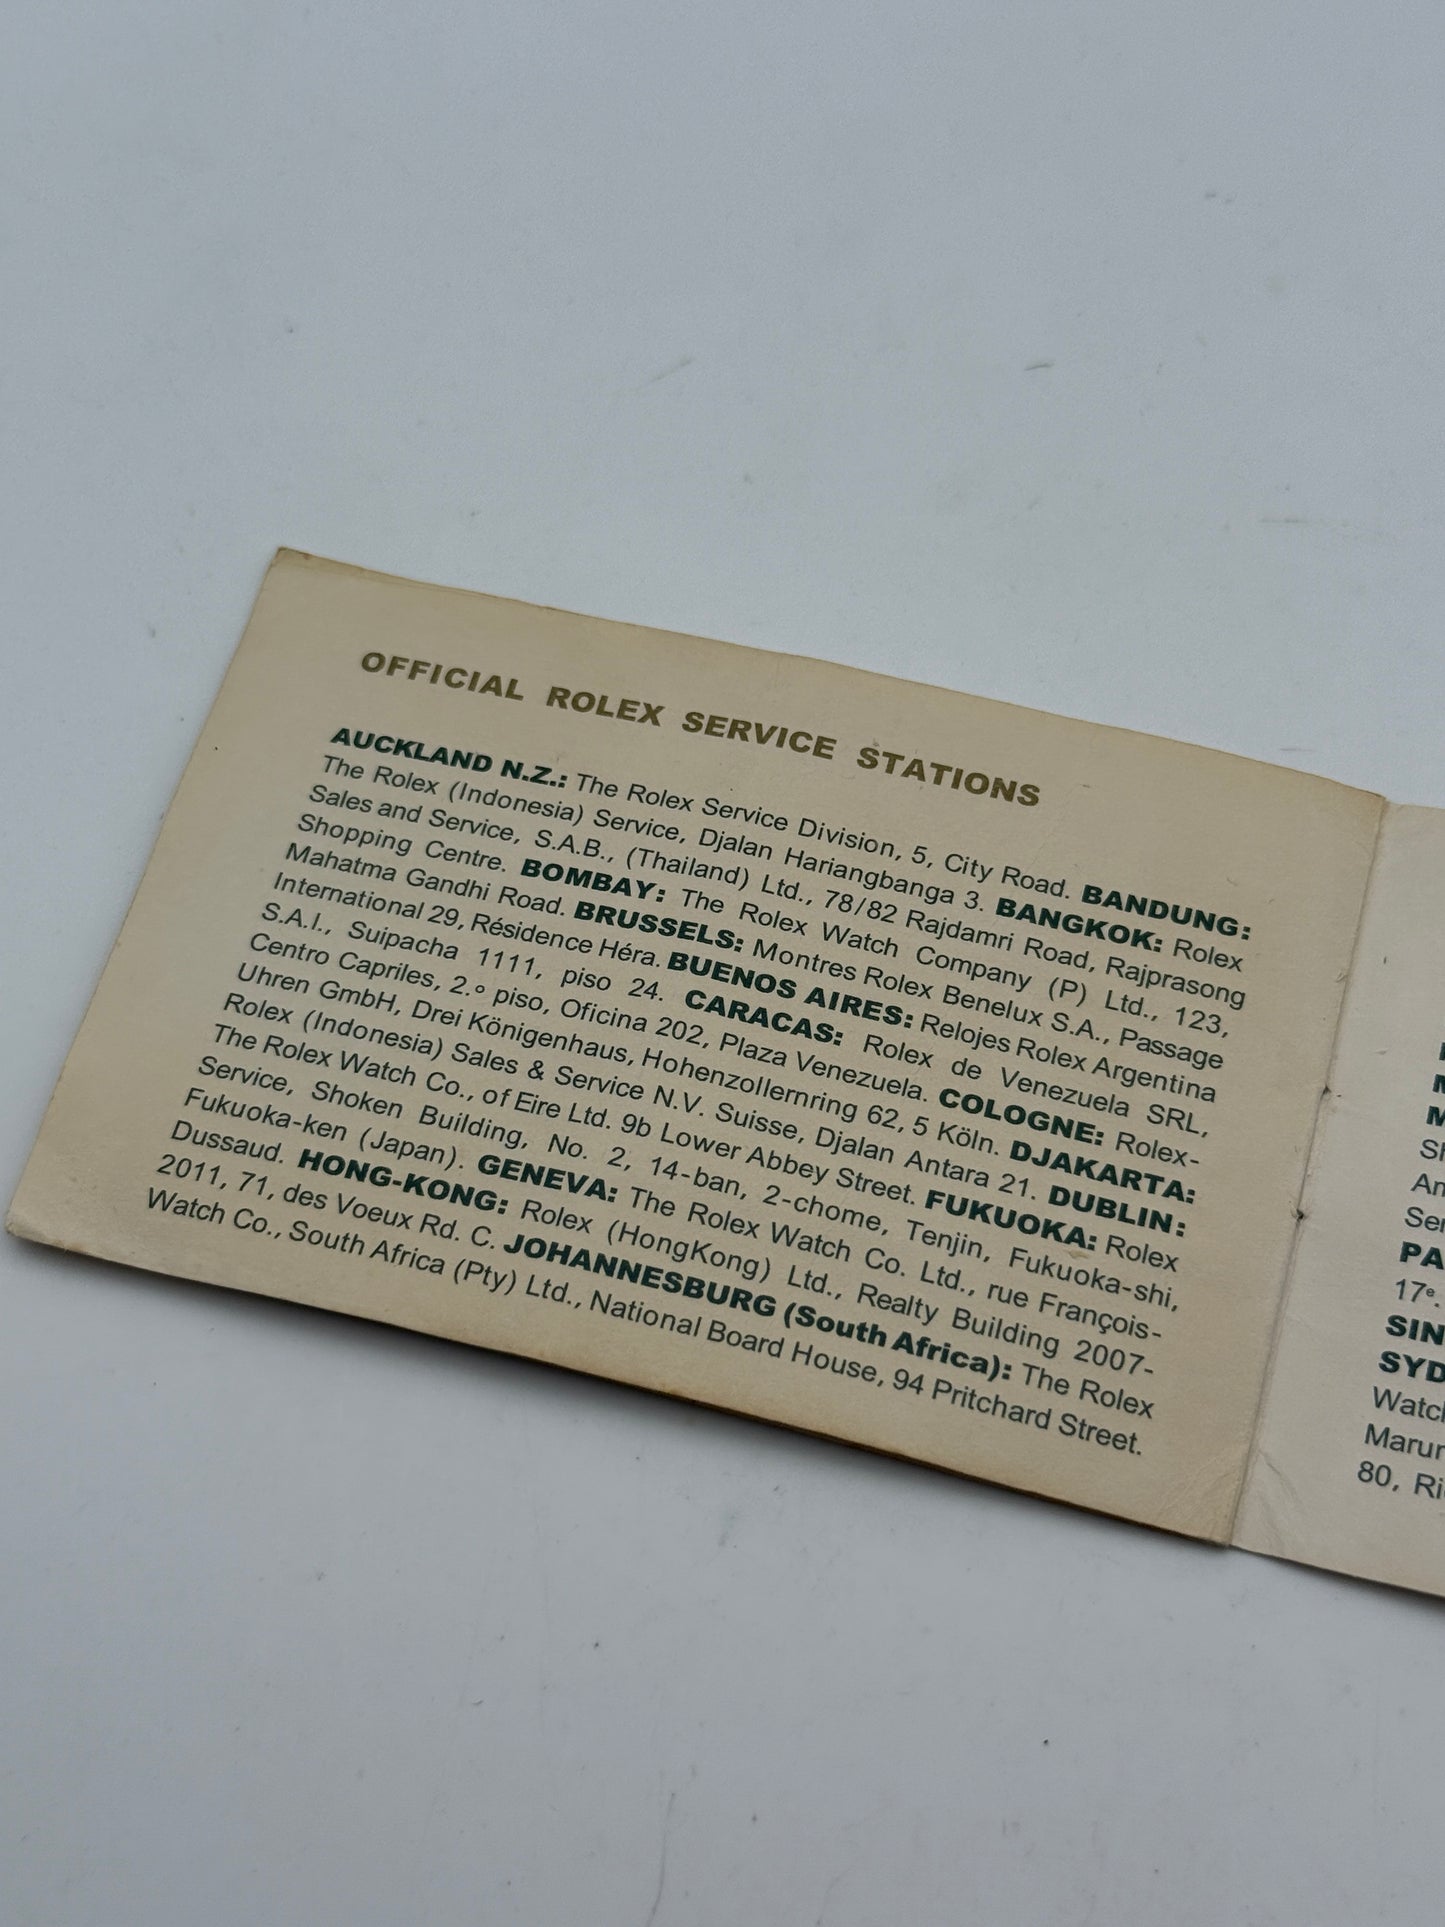 OFFICIAL ROLEX SERVICE STATIONS
AUCKLAND N.Z.: The Rolex Service Division, 5, City Road. BANDUNG:
The Rolex (Indonesia) Service, Djalan Hariangbanga 3. BANGKOK: Rolex
Sales and Service, S.A.B., (Thailand) Ltd., 78/82 Rajdamri Road, Rajprasong
Shopping Centre. BOMBAY: The Rolex Watch Company (P) Ltd., 123,
Mahatma Gandhi Road. BRUSSELS: Montres Rolex Benelux S.A., Passage
International 29, Résidence Héra. BUENOS AIRES: Relojes Rolex Argentina
S.A.I., Suipacha 1111, piso 24. CARACAS: Rolex de Venezuela SRL,
Centro Capriles, 2.º piso, Oficina 202, Plaza Venezuela. COLOGNE: Rolex-
Uhren GmbH, Drei Königenhaus, Hohenzollernring 62, 5 Köln. DJAKARTA:
Rolex (Indonesia) Sales & Service N.V. Suisse, Djalan Antara 21. DUBLIN:
The Rolex Watch Co., of Eire Ltd. 9b Lower Abbey Street. FUKUOKA: Rolex
Service, Shoken Building, No. 2, 14-ban, 2-chome, Tenjin, Fukuoka-shi,
Fukuoka-ken (Japan). GENEVA: The Rolex Watch Co. Ltd., rue François-
Dussaud. HONG-KONG: Rolex (HongKong) Ltd., Realty Building 2007-
2011, 71, des Voeux Rd. C. JOHANNESBURG (South Africa): The Rolex
Watch Co., South Africa (Pty) Ltd., National Board House, 94 Pritchard Street.
17e.
80,